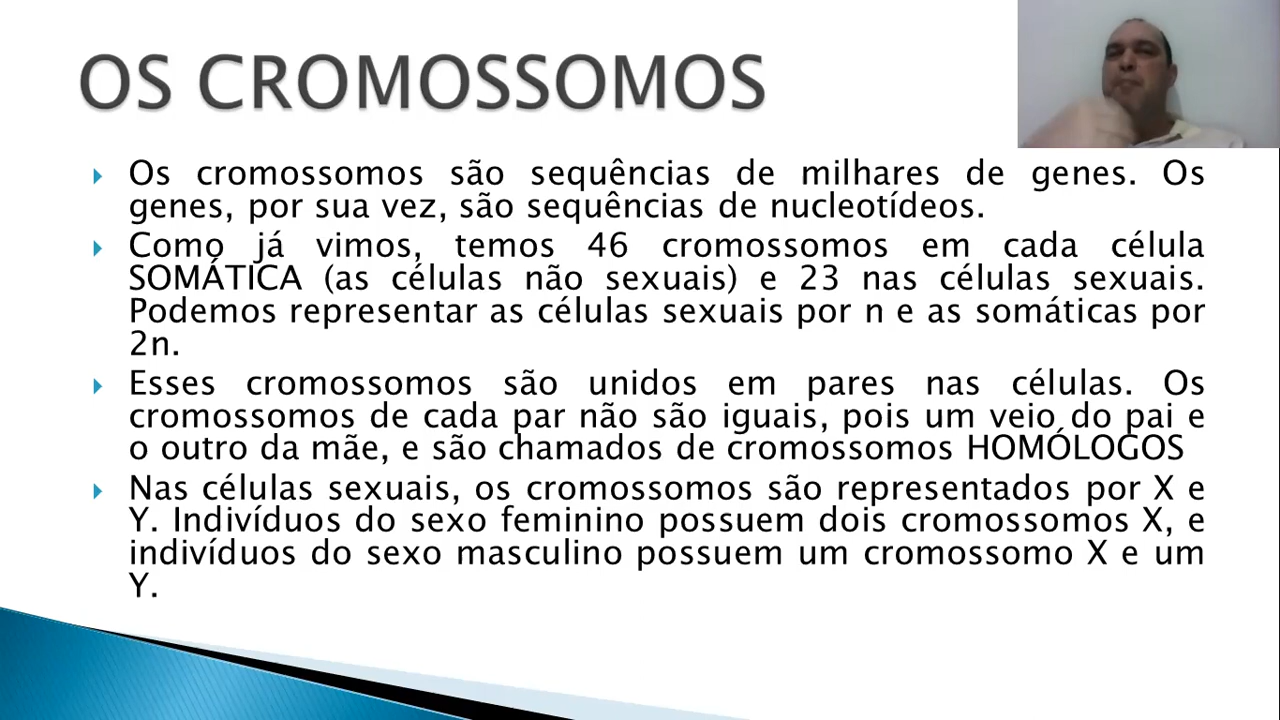 OS CROMOSSOMOS
Os cromossomos são sequências de milhares de genes. Os
genes, por sua vez, são sequências de nucleotídeos.
Como já vimos, temos 46 cromossomos em cada célula
SOMÁTICA (as células não sexuais) e 23 nas células sexuais.
Podemos representar as células sexuais por n e as somáticas por
2n.
Esses cromossomos são unidos em pares nas células. Os
cromossomos de cada par não são iguais, pois um veio do pai e
o outro da mãe, e são chamados de cromossomos HOMÓLOGOS
Nas células sexuais, os cromossomos são representados por X e
Y. Indivíduos do sexo feminino possuem dois cromossomos X, e
indivíduos do sexo masculino possuem um cromossomo X e um
Y.